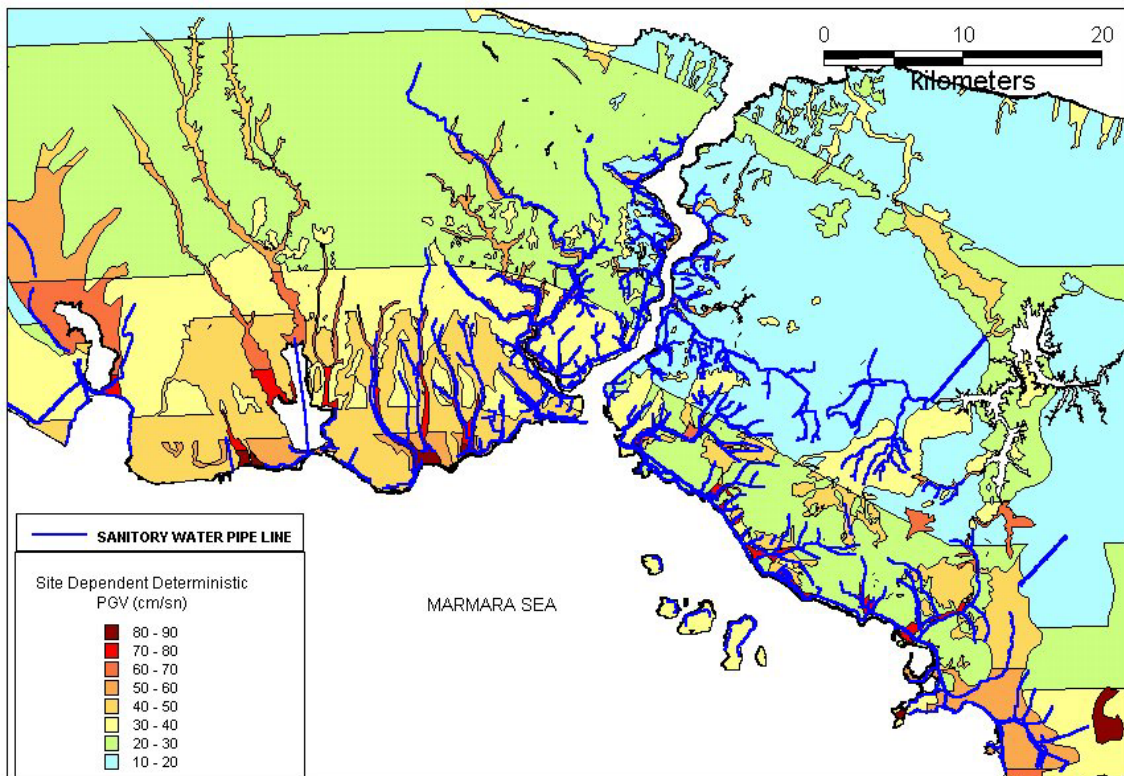 0 10 20
kilometers
SANITORY WATER PIPE LINE
Site Dependent Deterministic
PGV (cm/sn)
80 - 90
70 - 80
60 - 70
50 - 60
40 - 50
30 - 40
20 - 30
10 - 20
MARMARA SEA